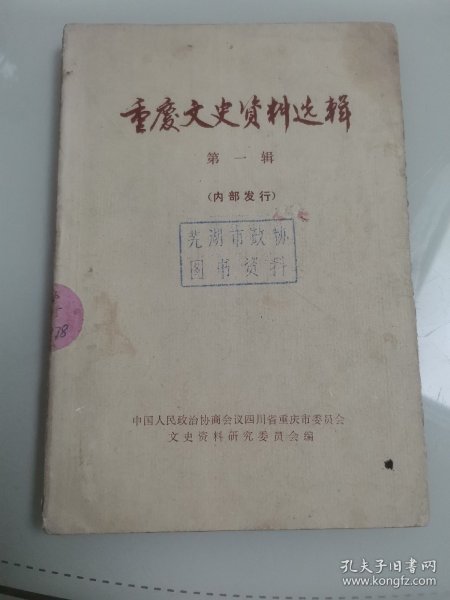 重慶文史资料选輯
第一辑
(内部发行)
芜湖市政协
图书资料
78
中国人民政治协商会议四川省重庆市委员会
文史资料研究委员会编
孔夫子旧书网
www.kongfz.com